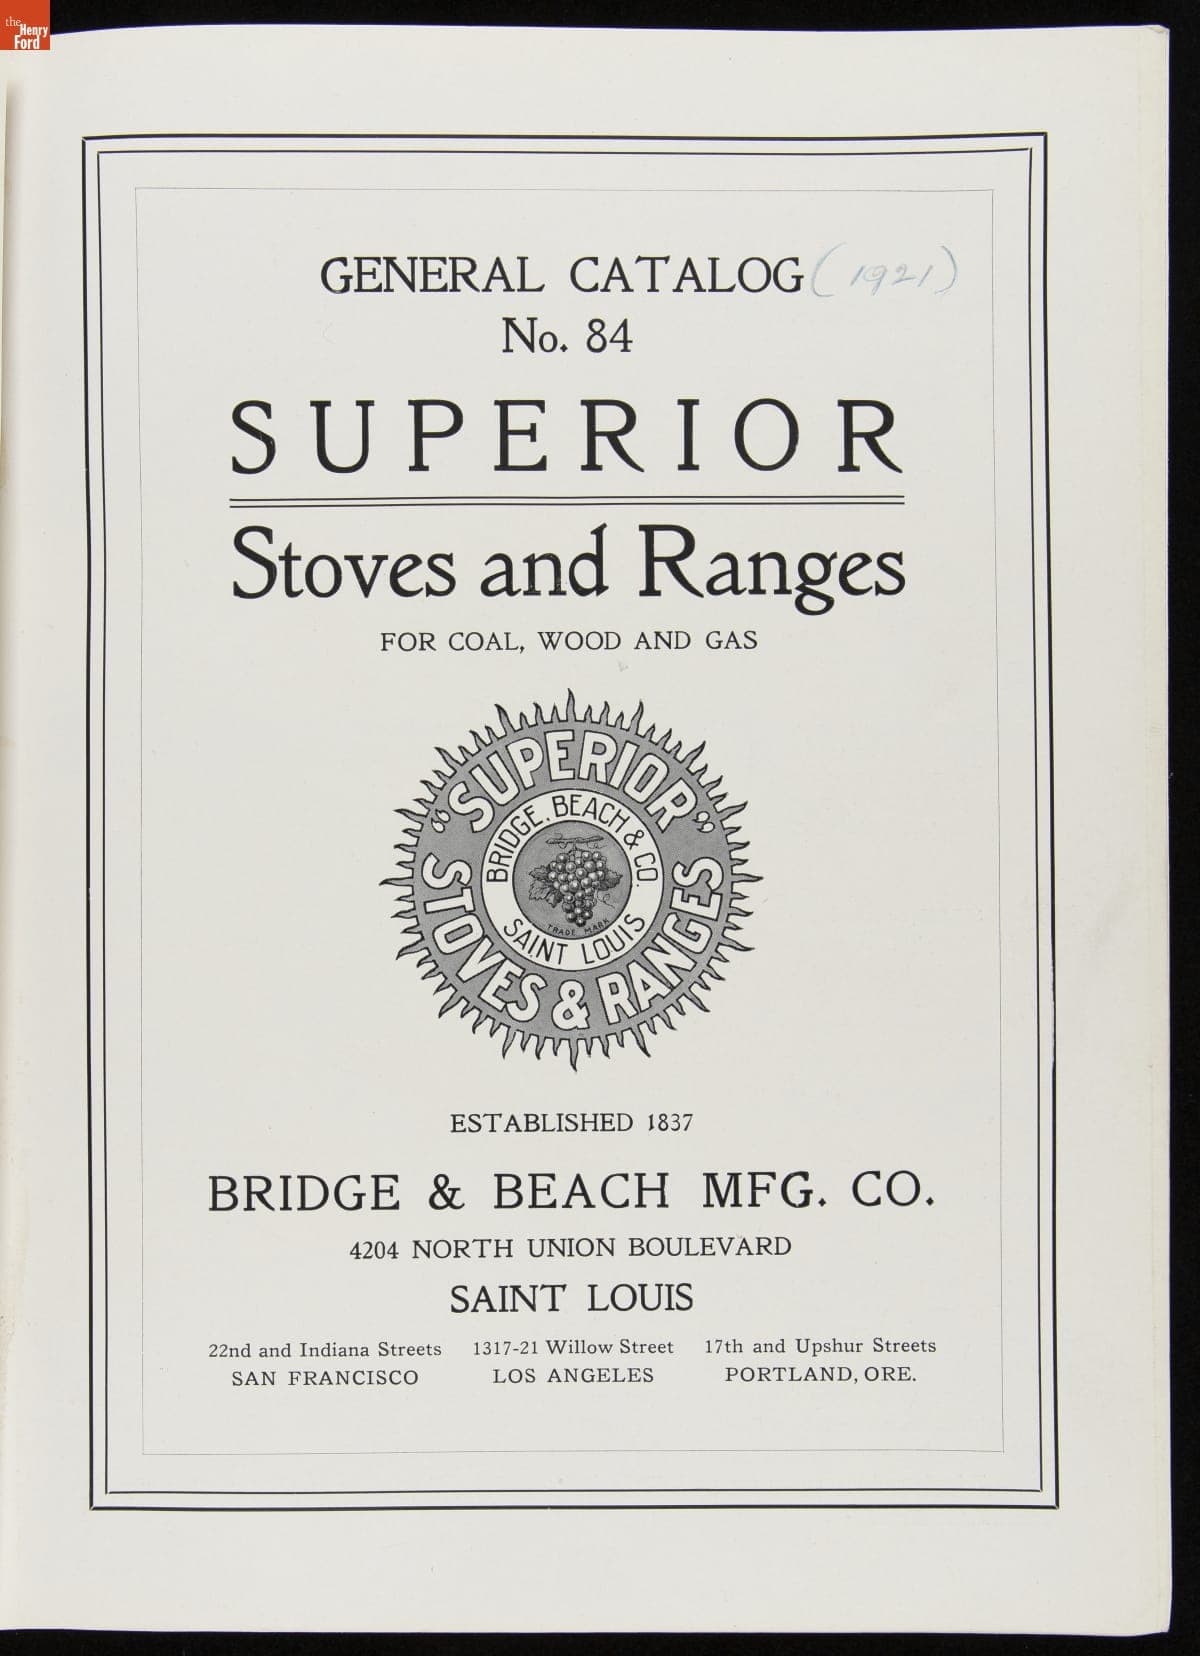 the
Henry
Ford
GENERAL CATALOG (1921)
No. 84
SUPERIOR
Stoves and Ranges
FOR COAL, WOOD AND GAS
"SUPERIOR"
BRIDGE, BEACH & CO.
TRADE MARK
SAINT LOUIS
STOVES & RANGES
ESTABLISHED 1837
BRIDGE & BEACH MFG. CO.
4204 NORTH UNION BOULEVARD
SAINT LOUIS
22nd and Indiana Streets 1317-21 Willow Street 17th and Upshur Streets
SAN FRANCISCO LOS ANGELES PORTLAND, ORE.